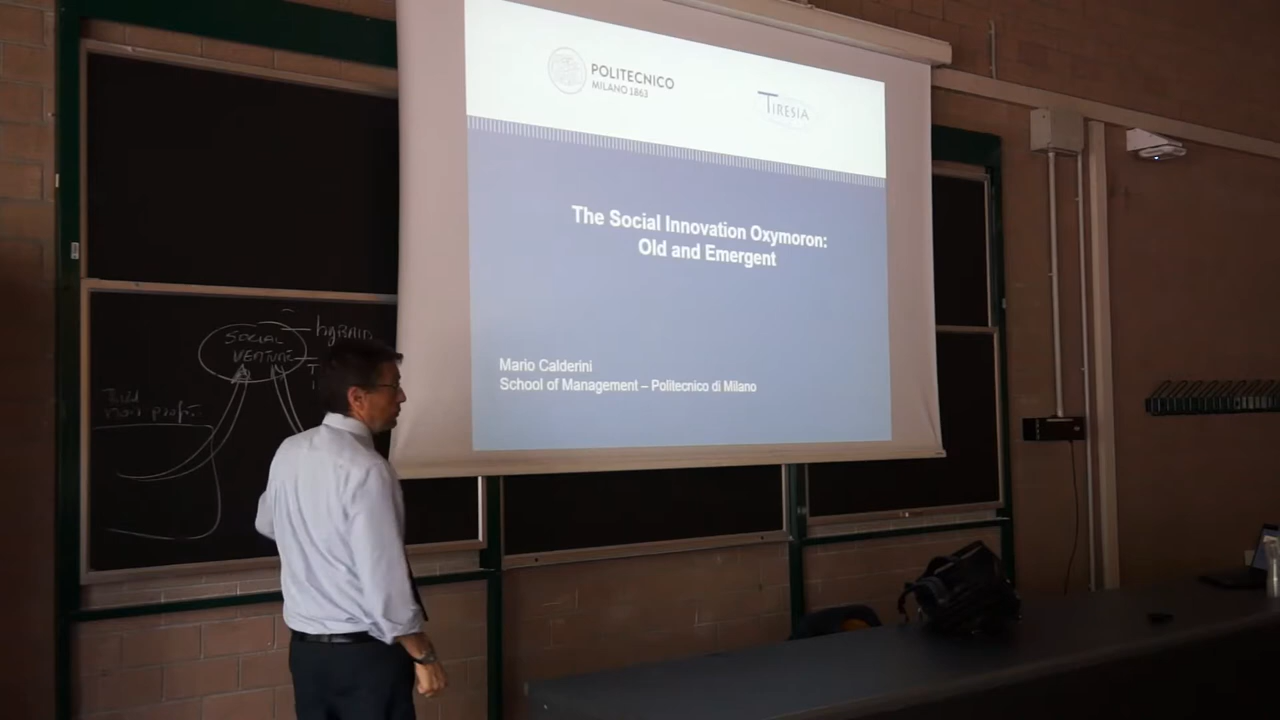 POLITECNICO
MILANO 1863
TIRESIA
The Social Innovation Oxymoron:
Old and Emergent
Mario Calderini
School of Management – Politecnico di Milano
SOCIAL
VENTURE
hybrid
non profit